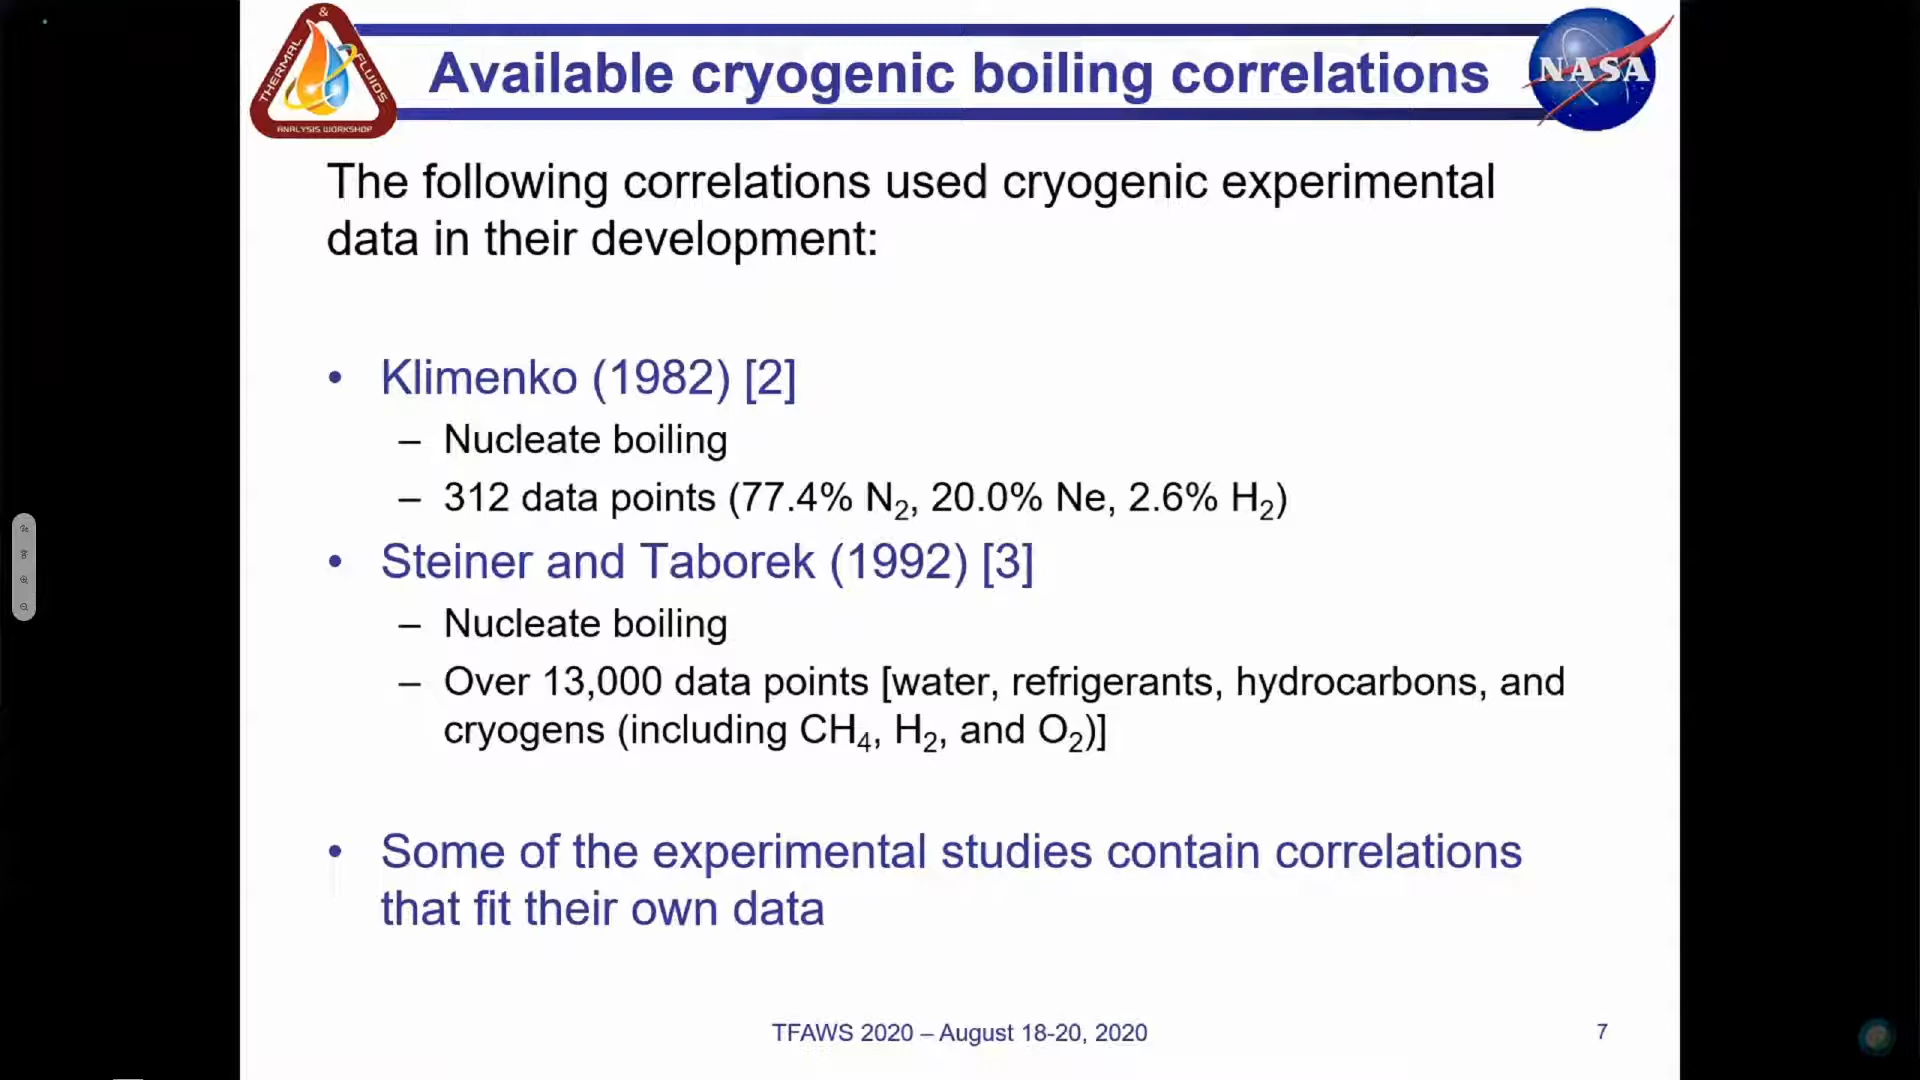 &
THERMAL
FLUIDS
ANALYSIS WORKSHOP
Available cryogenic boiling correlations
NASA
The following correlations used cryogenic experimental
data in their development:
• Klimenko (1982) [2]
– Nucleate boiling
– 312 data points (77.4% N₂, 20.0% Ne, 2.6% H₂)
• Steiner and Taborek (1992) [3]
– Nucleate boiling
– Over 13,000 data points [water, refrigerants, hydrocarbons, and
cryogens (including CH₄, H₂, and O₂)]
• Some of the experimental studies contain correlations
that fit their own data
TFAWS 2020 – August 18-20, 2020
7